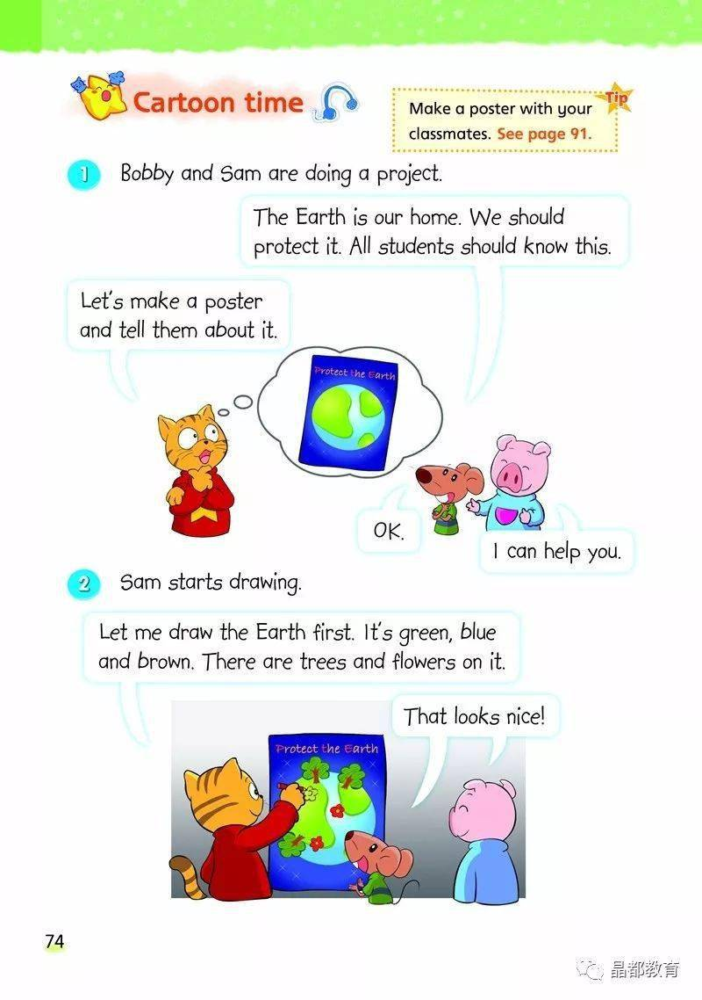 Cartoon time
Tip
Make a poster with your
classmates. See page 91.
1 Bobby and Sam are doing a project.
The Earth is our home. We should
protect it. All students should know this.
Let's make a poster
and tell them about it.
Protect the Earth
OK.
I can help you.
2 Sam starts drawing.
Let me draw the Earth first. It's green, blue
and brown. There are trees and flowers on it.
That looks nice!
Protect the Earth
74
晶都教育